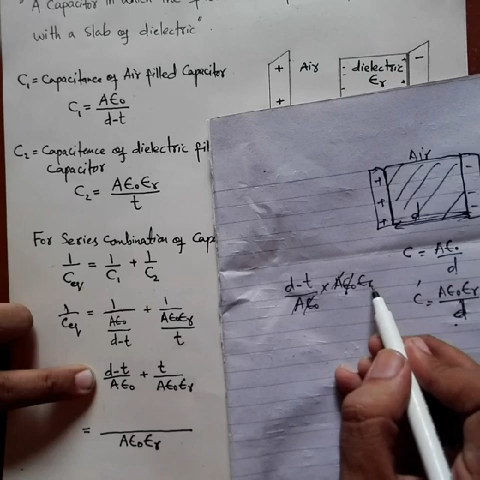 "A Capacitor in which the
with a slab of dielectric".
C₁ = Capacitance of Air filled Capacitor
C₁ = Aϵ₀/d-t
C₂ = Capacitence of dielectric fil
Capacitor
C₂ = Aϵ₀ϵr/t
For Series Combination of Cap
1/Ceq = 1/C₁ + 1/C₂
1/Ceq = 1/(Aϵ₀/d-t) + 1/(Aϵ₀ϵr/t)
d-t/Aϵ₀ + t/Aϵ₀ϵr
= /Aϵ₀ϵr
+ Air dielectric ϵr -
+
Air
+ -
+
+ d -
C = Aϵ₀/d
C' = Aϵ₀ϵr/d
d-t/Aϵ₀ × Aϵ₀ϵr